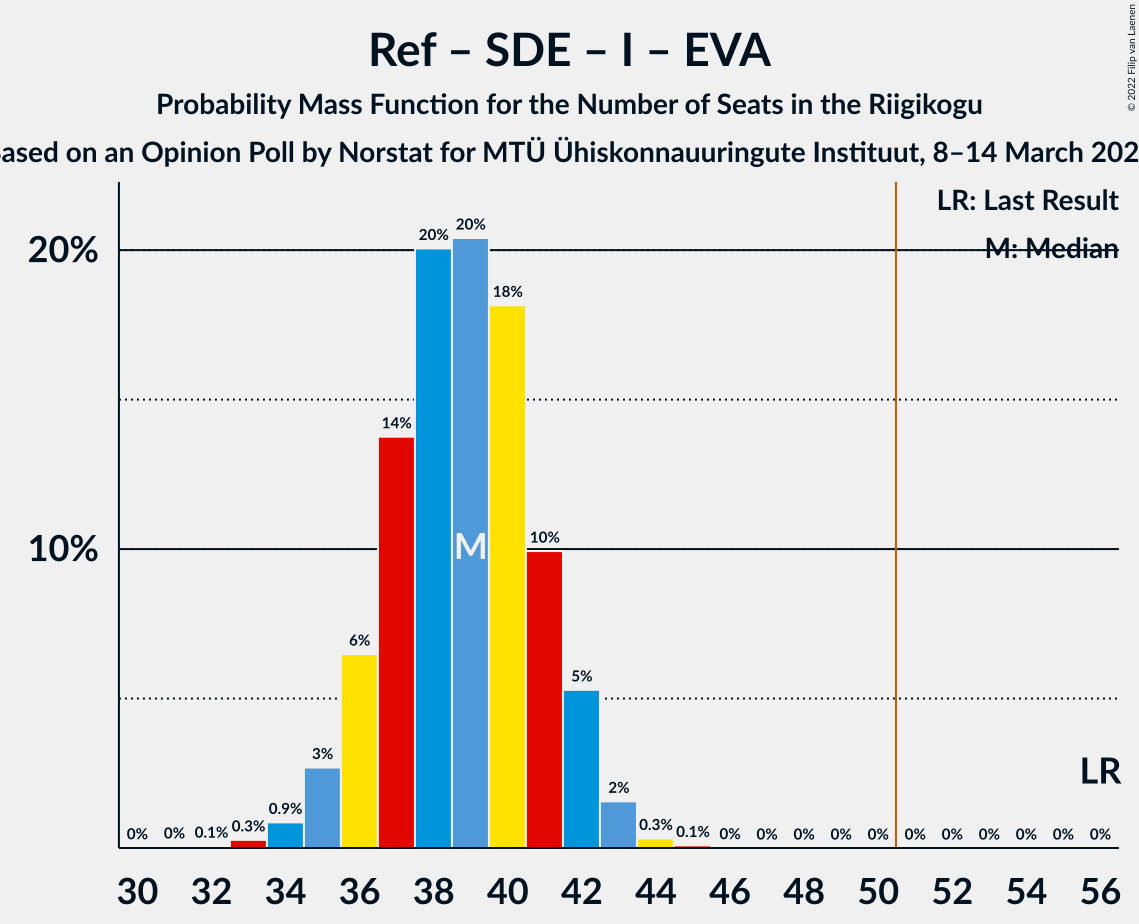 Ref – SDE – I – EVA
Probability Mass Function for the Number of Seats in the Riigikogu
on an Opinion Poll by Norstat for MTÜ Ühiskonnauuringute Instituut, 8–14 March
© 2022 Filip van Laenen
LR: Last Result
M: Median
20%
10%
0% 0% 0.1% 0.3% 0.9% 3% 6% 14% 20% 20% 18% 10% 5% 2% 0.3% 0.1% 0% 0% 0% 0% 0% 0% 0% 0% 0% 0% 0%
M
LR
30 32 34 36 38 40 42 44 46 48 50 52 54 56